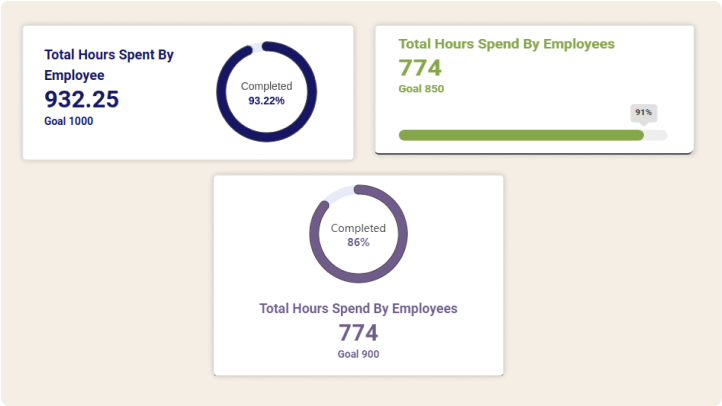 Total Hours Spent By
Employee
932.25
Goal 1000
Completed
93.22%
Total Hours Spend By Employees
774
Goal 850
91%
Completed
86%
Total Hours Spend By Employees
774
Goal 900